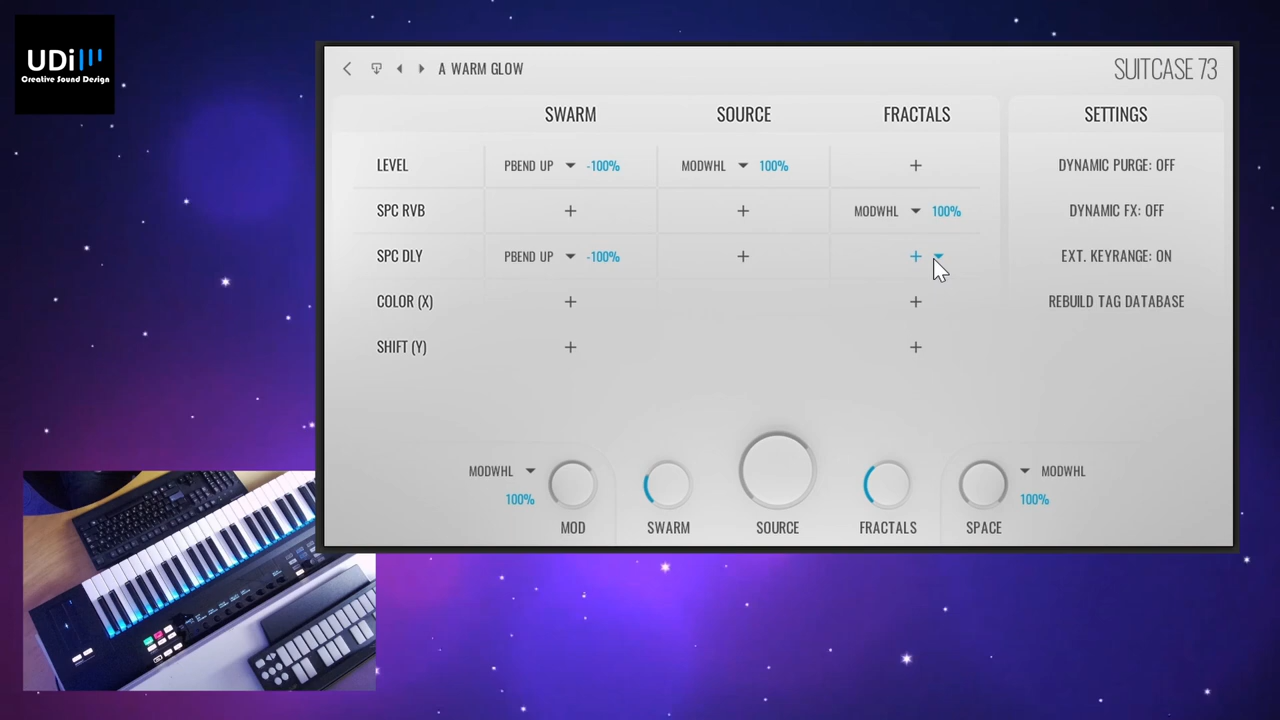 UDi
Creative Sound Design
A WARM GLOW
SUITCASE 73
SWARM SOURCE FRACTALS SETTINGS
LEVEL PBEND UP -100% MODWHL 100% + DYNAMIC PURGE: OFF
SPC RVB + + MODWHL 100% DYNAMIC FX: OFF
SPC DLY PBEND UP -100% + + EXT. KEYRANGE: ON
COLOR (X) + + REBUILD TAG DATABASE
SHIFT (Y) + +
MODWHL MODWHL
100% 100%
MOD SWARM SOURCE FRACTALS SPACE